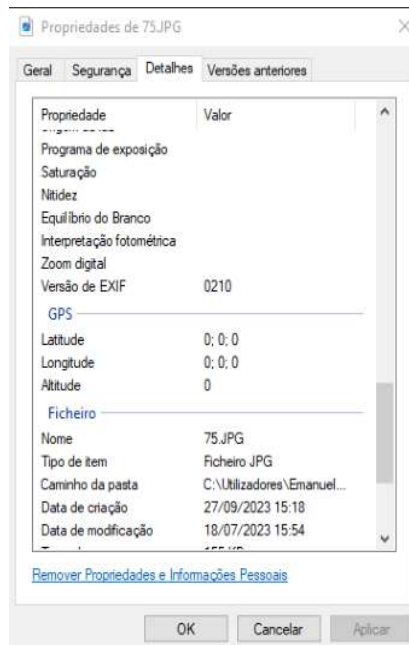 Propriedades de 75.JPG
Geral Segurança Detalhes Versões anteriores
Propriedade Valor
Programa de exposição
Saturação
Nitidez
Equilíbrio do Branco
Interpretação fotométrica
Zoom digital
Versão de EXIF 0210
GPS
Latitude 0; 0; 0
Longitude 0; 0; 0
Altitude 0
Ficheiro
Nome 75.JPG
Tipo de item Ficheiro JPG
Caminho da pasta C:\Utilizadores\Emanuel...
Data de criação 27/09/2023 15:18
Data de modificação 18/07/2023 15:54
Remover Propriedades e Informações Pessoais
OK Cancelar Aplicar